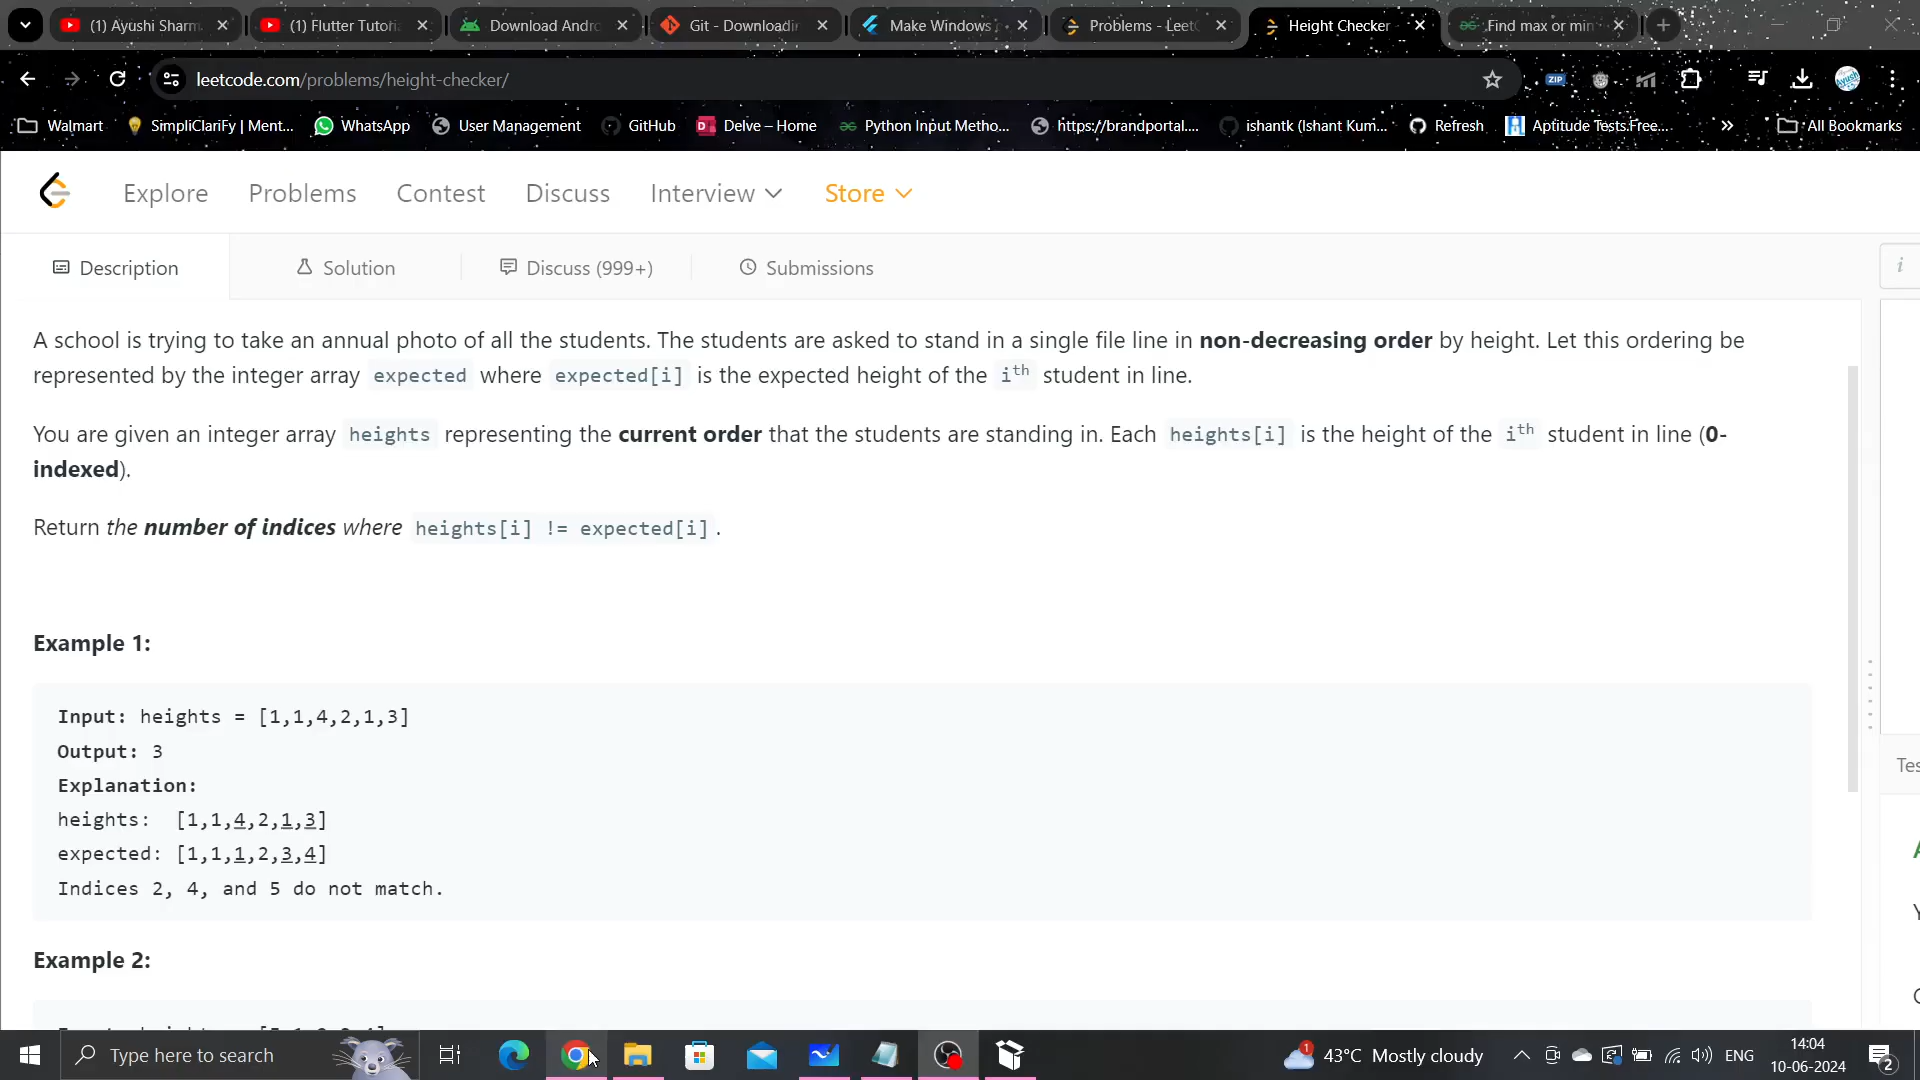 (1) Ayushi Sharm
(1) Flutter Tutori
Download Andro
Git - Downloadin
Make Windows
Problems - LeetC
Height Checker
Find max or min
leetcode.com/problems/height-checker/
ZIP
Walmart
SimpliClariFy | Ment...
WhatsApp
User Management
GitHub
Delve – Home
Python Input Metho...
https://brandportal....
ishantk (Ishant Kum...
Refresh
Aptitude Tests.Free...
All Bookmarks
Explore
Problems
Contest
Discuss
Interview
Store
Description
Solution
Discuss (999+)
Submissions
i
A school is trying to take an annual photo of all the students. The students are asked to stand in a single file line in non-decreasing order by height. Let this ordering be
represented by the integer array expected where expected[i] is the expected height of the ith student in line.
You are given an integer array heights representing the current order that the students are standing in. Each heights[i] is the height of the ith student in line (0-
indexed).
Return the number of indices where heights[i] != expected[i].
Example 1:
Input: heights = [1,1,4,2,1,3]
Output: 3
Explanation:
heights: [1,1,4,2,1,3]
expected: [1,1,1,2,3,4]
Indices 2, 4, and 5 do not match.
Tes
Example 2:
Type here to search
1
43°C Mostly cloudy
ENG
14:04
10-06-2024
2